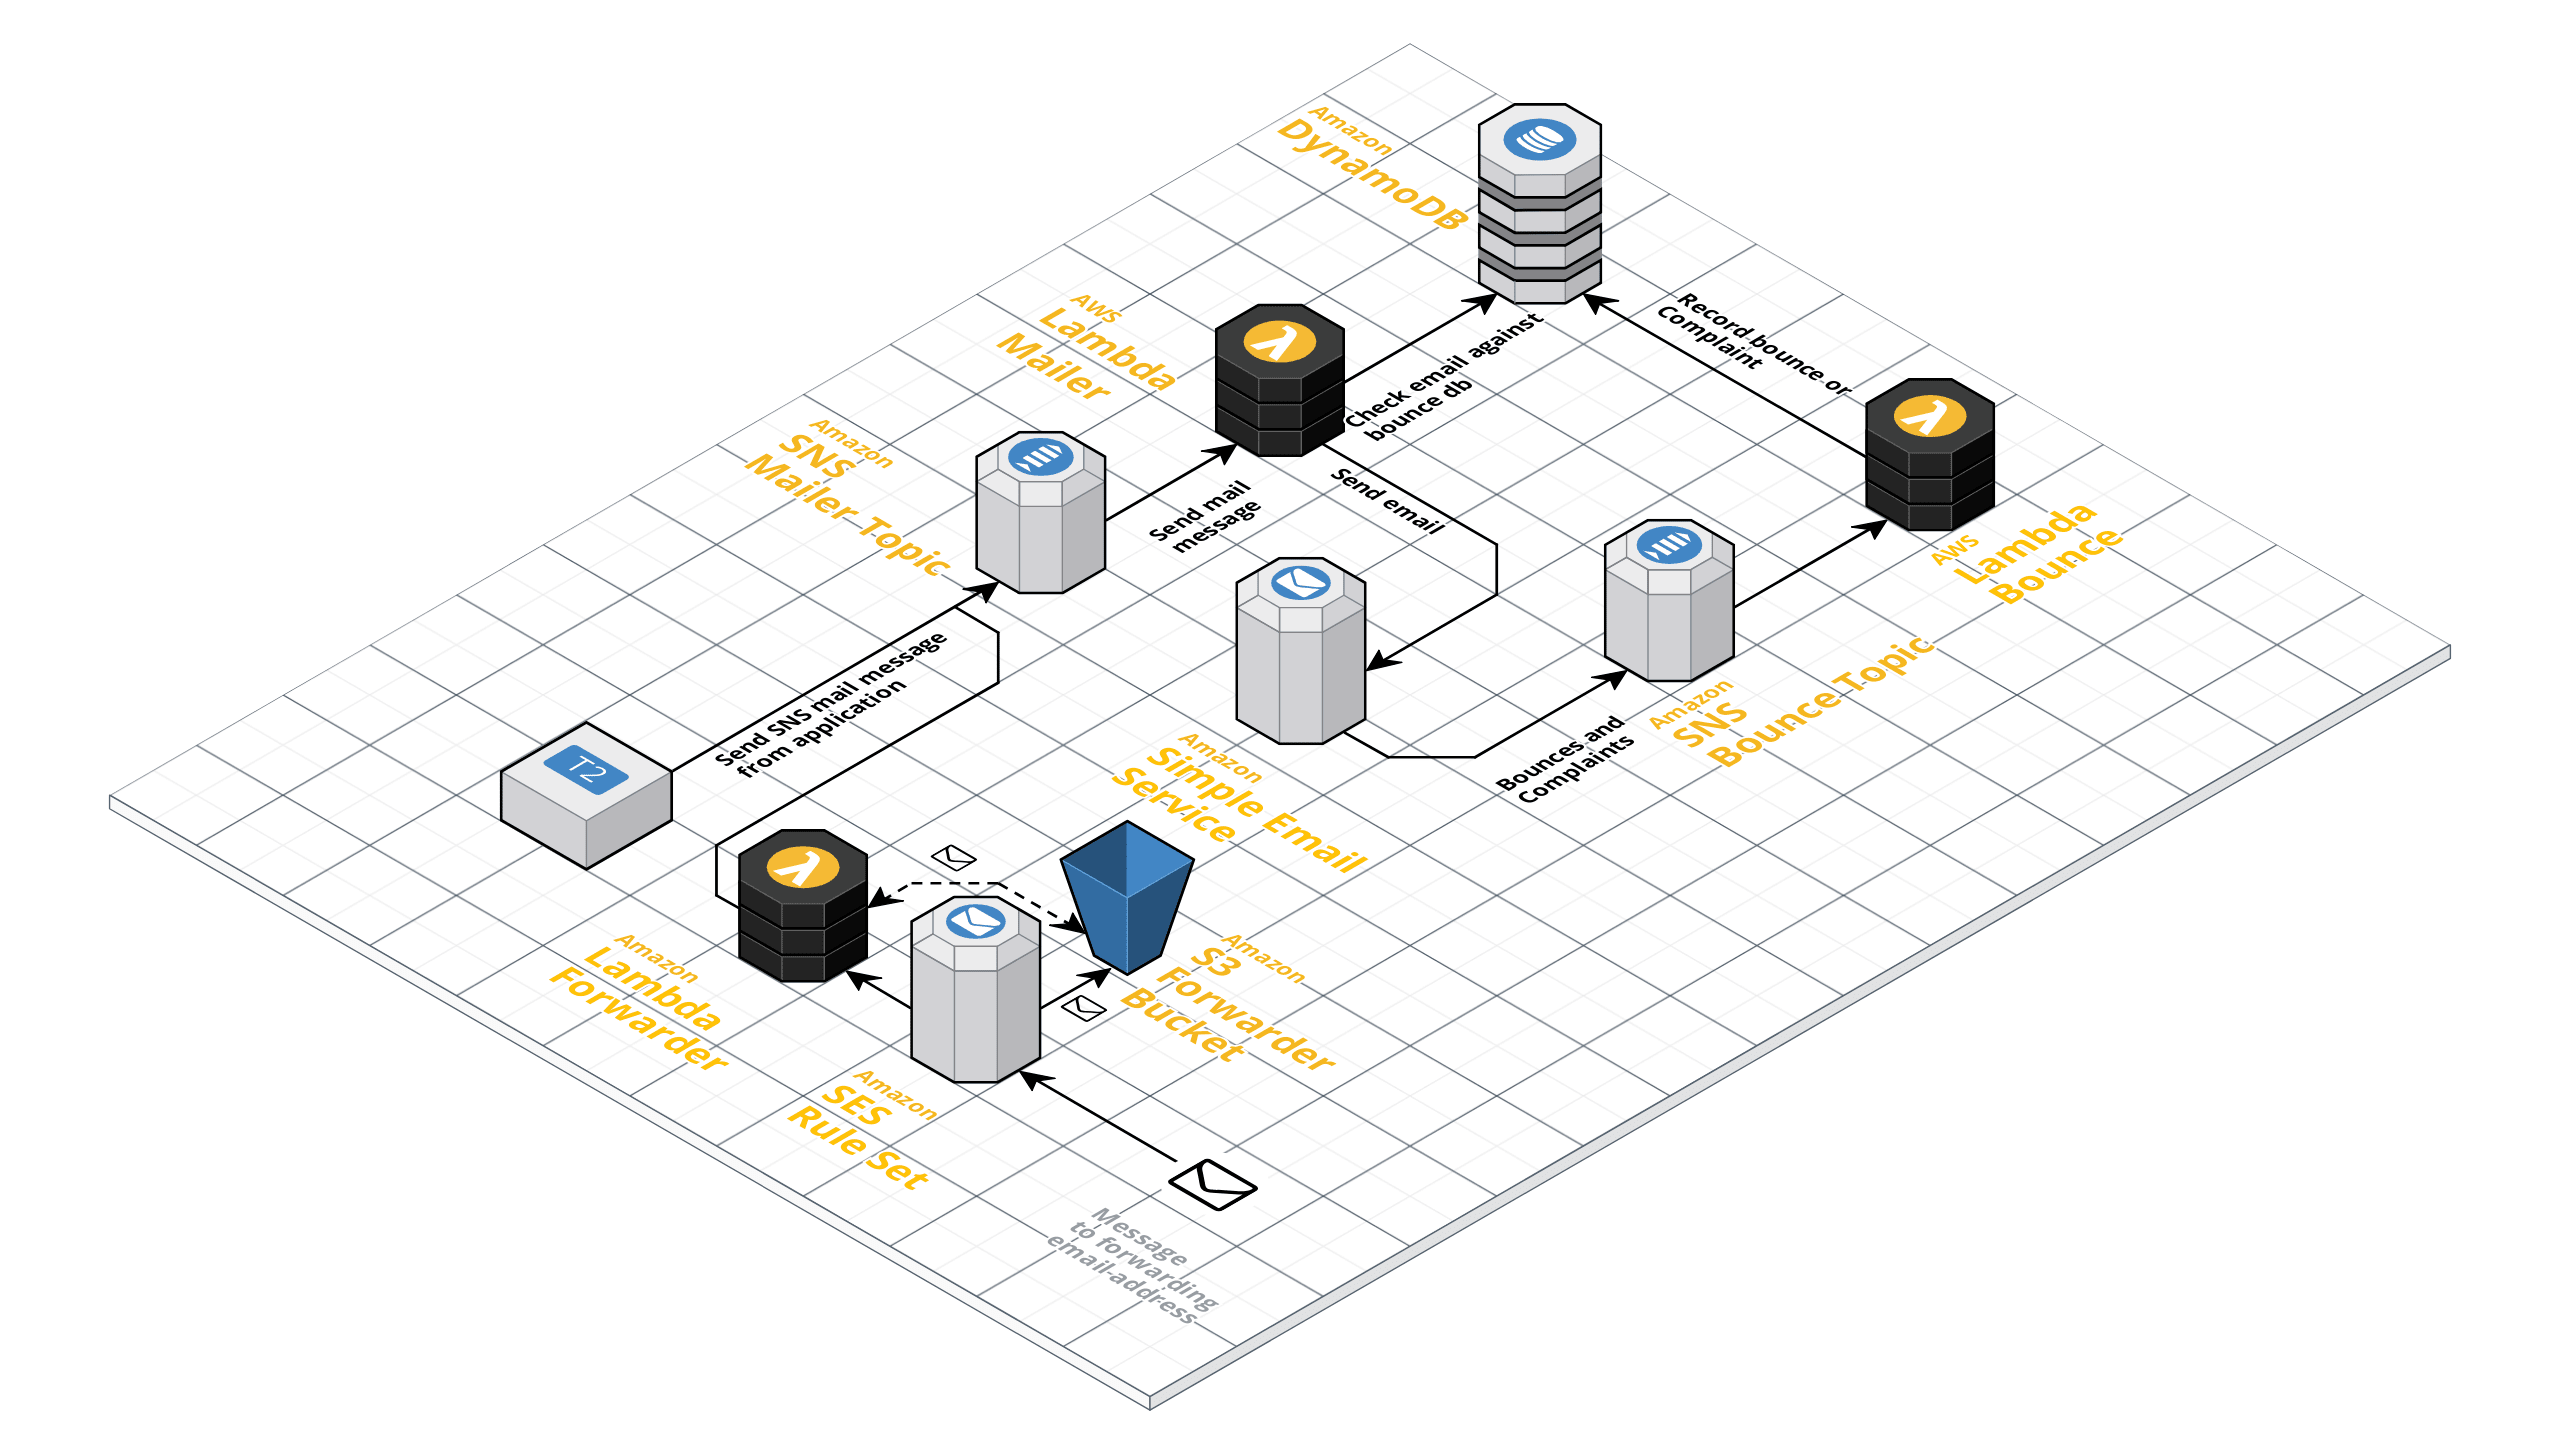 Amazon
DynamoDB
AWS
Lambda
Mailer
Amazon
SNS
Mailer Topic
Check email against
bounce db
Record bounce or
Complaint
Send mail
message
Send email
AWS
Lambda
Bounce
Amazon
SNS
Bounce Topic
Bounces and
Complaints
Send SNS mail message
from application
T2
Amazon
Simple Email
Service
Amazon
Lambda
Forwarder
Amazon
S3
Forwarder
Bucket
Amazon
SES
Rule Set
Message
to forwarding
email-address